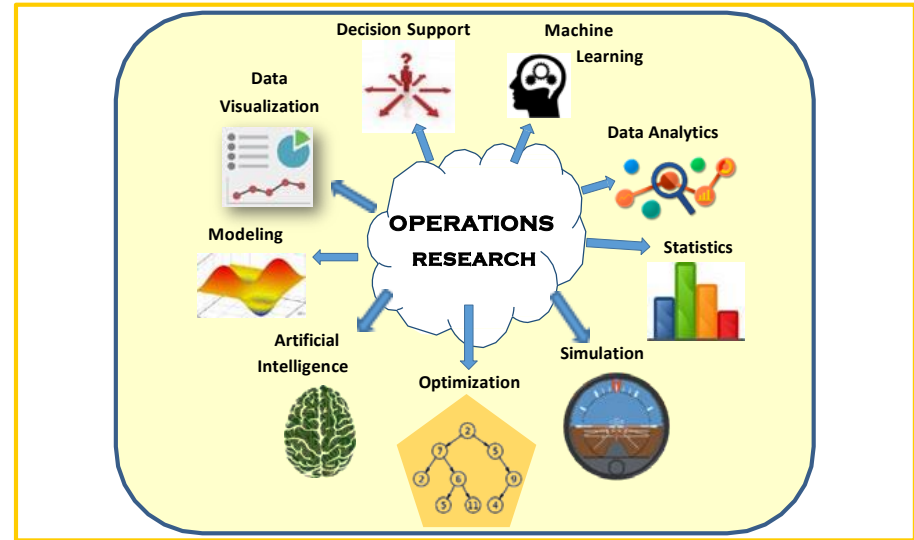 Decision Support
Machine
Learning
Data
Visualization
Data Analytics
OPERATIONS
RESEARCH
Modeling
Statistics
Artificial
Intelligence
Simulation
Optimization
2
7
5
2
6
9
5
11
4
?